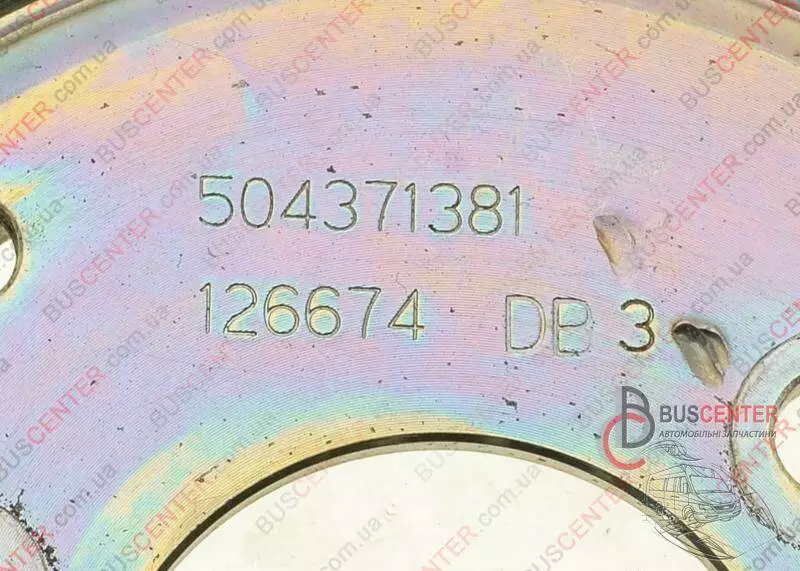 504371381
126674 DB 3
BUSCENTER
АВТОМОБІЛЬНІ ЗАПЧАСТИНИ
BUSCENTER.com.ua